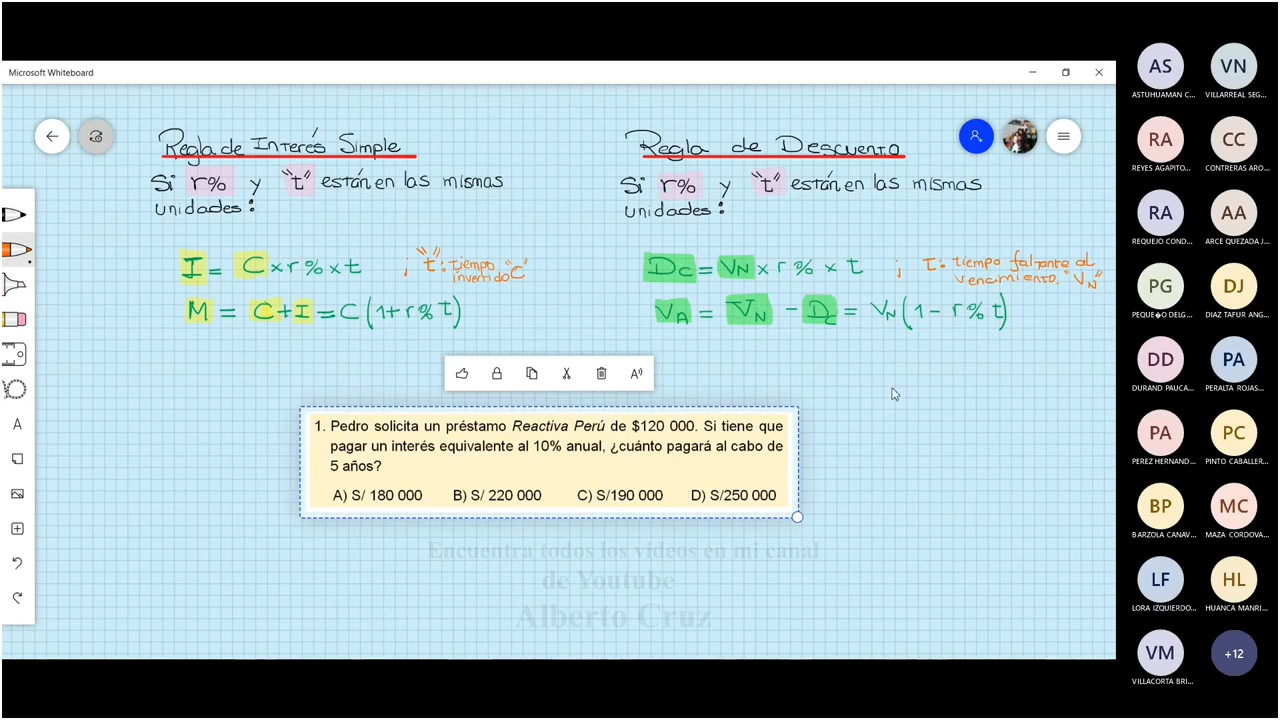 Microsoft Whiteboard
Regla de Interés Simple
Si r% y "t" están en las mismas
unidades:
I = C x r% x t ; "t": tiempo
invertido "C"
M = C + I = C (1 + r% t)
Regla de Descuento
Si r% y "t" están en las mismas
unidades:
Dc = VN x r% x t ; t: tiempo faltante al
vencimiento "VN"
VA = VN - Dc = VN (1 - r% t)
1. Pedro solicita un préstamo Reactiva Perú de $120 000. Si tiene que
pagar un interés equivalente al 10% anual, ¿cuánto pagará al cabo de
5 años?
A) S/ 180 000 B) S/ 220 000 C) S/190 000 D) S/250 000
Encuentra todos los videos en mi canal
de Youtube
Alberto Cruz
AS VN
ASTUHUAMAN C... VILLARREAL SEG...
RA CC
REYES AGAPITO... CONTRERAS ARO...
RA AA
REQUEJO COND... ARCE QUEZADA J...
PG DJ
PEQUE�O DELG... DIAZ TAFUR ANG...
DD PA
DURAND PAUCA... PERALTA ROJAS...
PA PC
PEREZ HERNAND... PINTO CABALLER...
BP MC
BARZOLA CANAV... MAZA CORDOVA...
LF HL
LORA IZQUIERDO... HUANCA MANRI...
VM +12
VILLACORTA BRI...